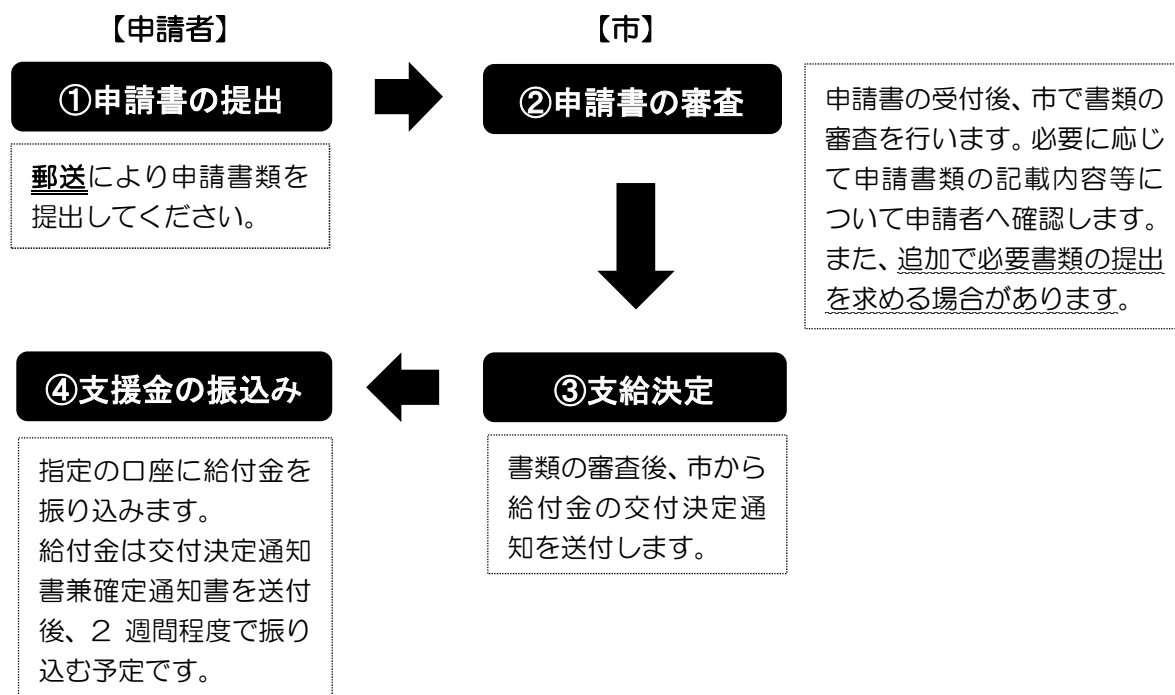 【申請者】
【市】
①申請書の提出
②申請書の審査
郵送により申請書類を
提出してください。
申請書の受付後、市で書類の
審査を行います。必要に応じ
て申請書類の記載内容等に
ついて申請者へ確認します。
また、追加で必要書類の提出
を求める場合があります。
③支給決定
書類の審査後、市から
給付金の交付決定通
知を送付します。
④支援金の振込み
指定の口座に給付金を
振り込みます。
給付金は交付決定通知
書兼確定通知書を送付
後、2 週間程度で振り
込む予定です。